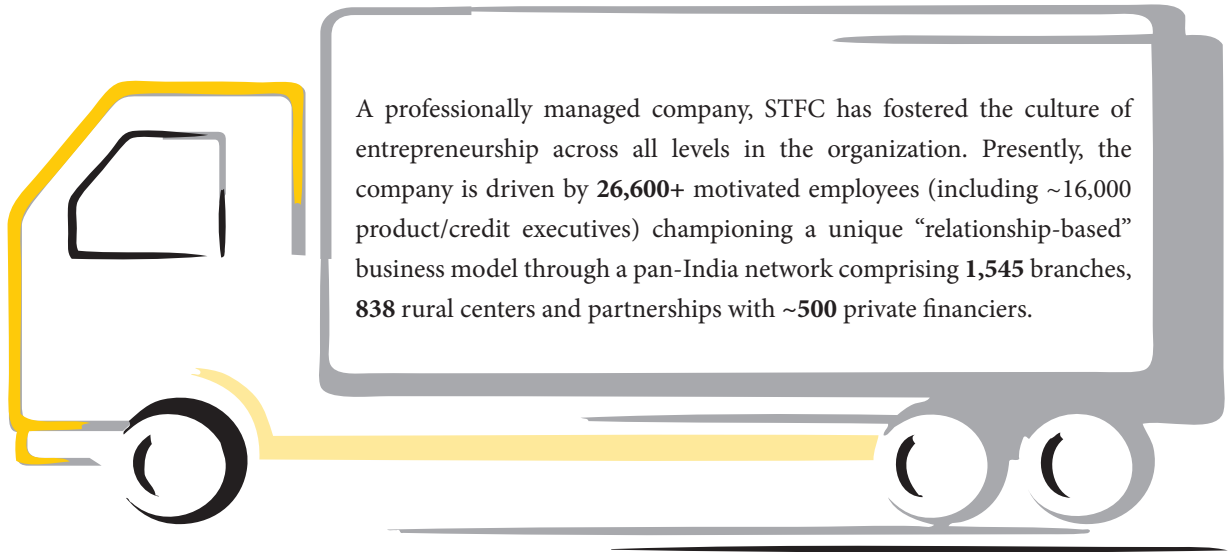 A professionally managed company, STFC has fostered the culture of
entrepreneurship across all levels in the organization. Presently, the
company is driven by 26,600+ motivated employees (including ~16,000
product/credit executives) championing a unique “relationship-based”
business model through a pan-India network comprising 1,545 branches,
838 rural centers and partnerships with ~500 private financiers.